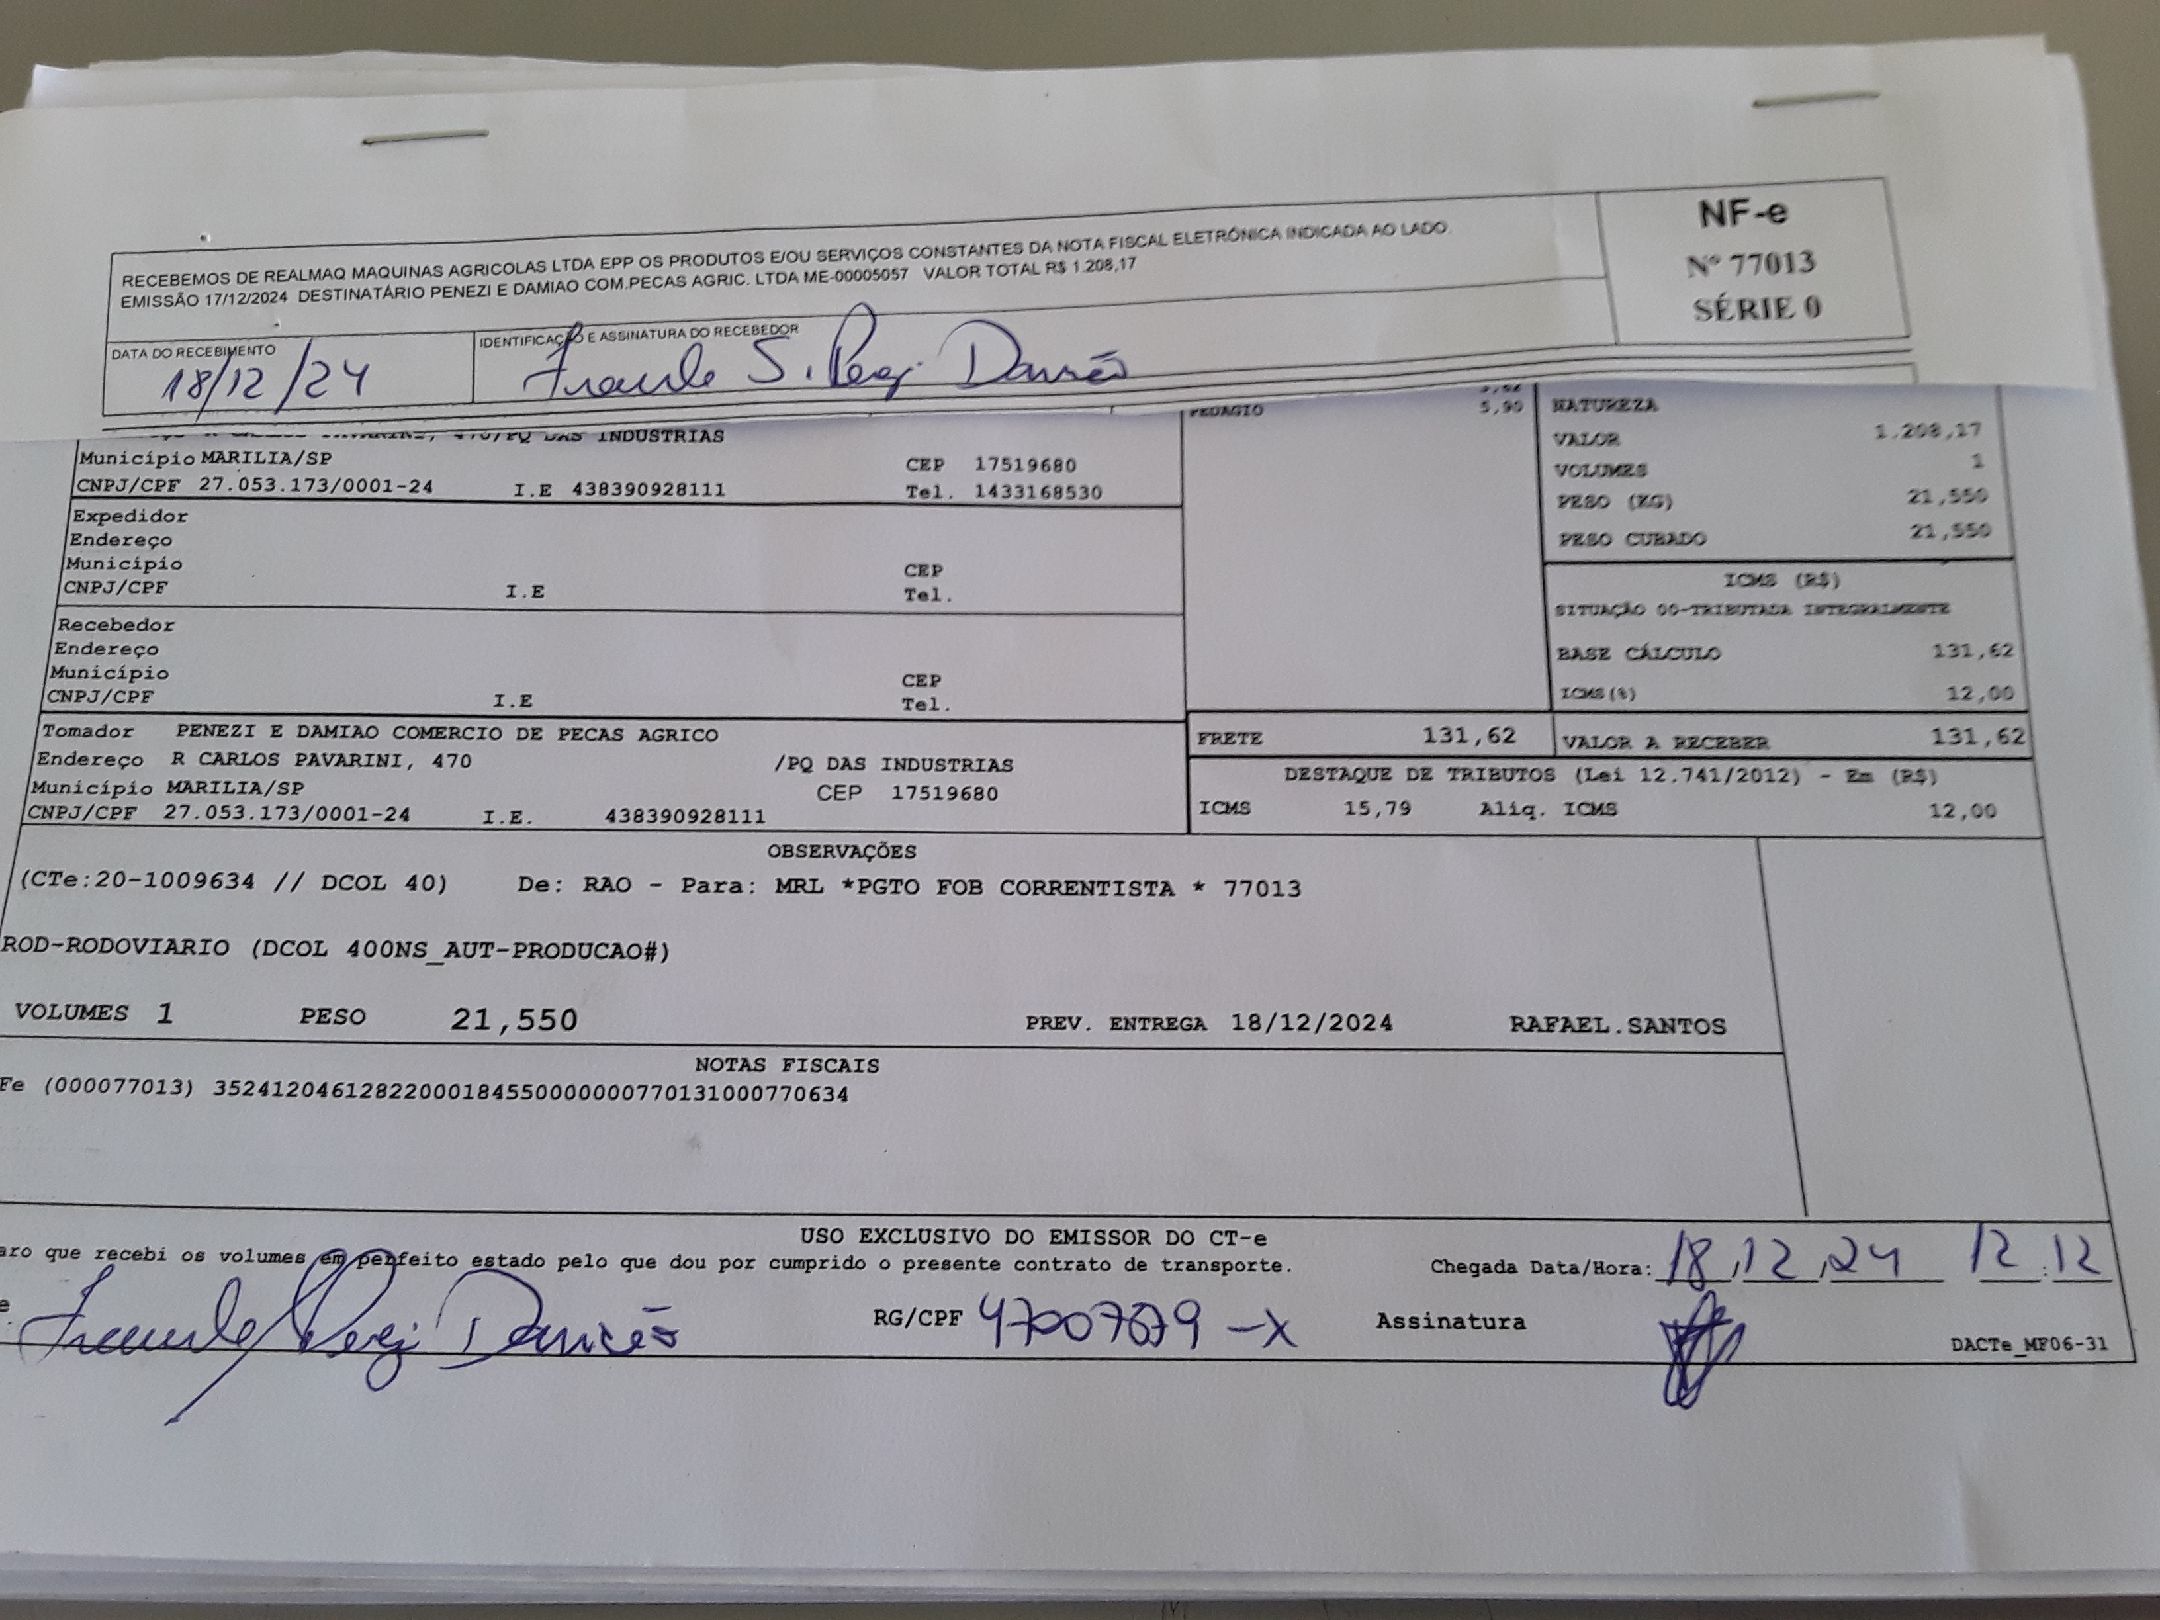 RECEBEMOS DE REALMAQ MAQUINAS AGRICOLAS LTDA EPP OS PRODUTOS E/OU SERVIÇOS CONSTANTES DA NOTA FISCAL ELETRÔNICA INDICADA AO LADO.
EMISSÃO 17/12/2024 DESTINATÁRIO PENEZI E DAMIAO COM.PECAS AGRIC. LTDA ME-00005057 VALOR TOTAL R$ 1.208,17
NF-e
Nº 77013
SÉRIE 0
DATA DO RECEBIMENTO
18/12/24
IDENTIFICAÇÃO E ASSINATURA DO RECEBEDOR
S. Damião
PAVARINI, 470/PQ DAS INDUSTRIAS
Município MARILIA/SP CEP 17519680
CNPJ/CPF 27.053.173/0001-24 I.E 438390928111 Tel. 1433168530
Expedidor
Endereço
Município CEP
CNPJ/CPF I.E Tel.
Recebedor
Endereço
Município CEP
CNPJ/CPF I.E Tel.
Tomador PENEZI E DAMIAO COMERCIO DE PECAS AGRICO
Endereço R CARLOS PAVARINI, 470 /PQ DAS INDUSTRIAS
Município MARILIA/SP CEP 17519680
CNPJ/CPF 27.053.173/0001-24 I.E. 438390928111
PEDAGIO 5,90
NATUREZA
VALOR 1.208,17
VOLUMES 1
PESO (KG) 21,550
PESO CUBADO 21,550
ICMS (R$)
SITUAÇÃO 00-TRIBUTADA INTEGRALMENTE
BASE CÁLCULO 131,62
ICMS(%) 12,00
FRETE 131,62 VALOR A RECEBER 131,62
DESTAQUE DE TRIBUTOS (Lei 12.741/2012) - Em (R$)
ICMS 15,79 Aliq. ICMS 12,00
OBSERVAÇÕES
(CTe:20-1009634 // DCOL 40) De: RAO - Para: MRL *PGTO FOB CORRENTISTA * 77013
ROD-RODOVIARIO (DCOL 400NS_AUT-PRODUCAO#)
VOLUMES 1 PESO 21,550 PREV. ENTREGA 18/12/2024 RAFAEL.SANTOS
NOTAS FISCAIS
Fe (000077013) 35241204612822000184550000000770131000770634
USO EXCLUSIVO DO EMISSOR DO CT-e
aro que recebi os volumes em perfeito estado pelo que dou por cumprido o presente contrato de transporte.
Chegada Data/Hora: 18,12,24 12:12
Damião
RG/CPF Assinatura
DACTe_MF06-31